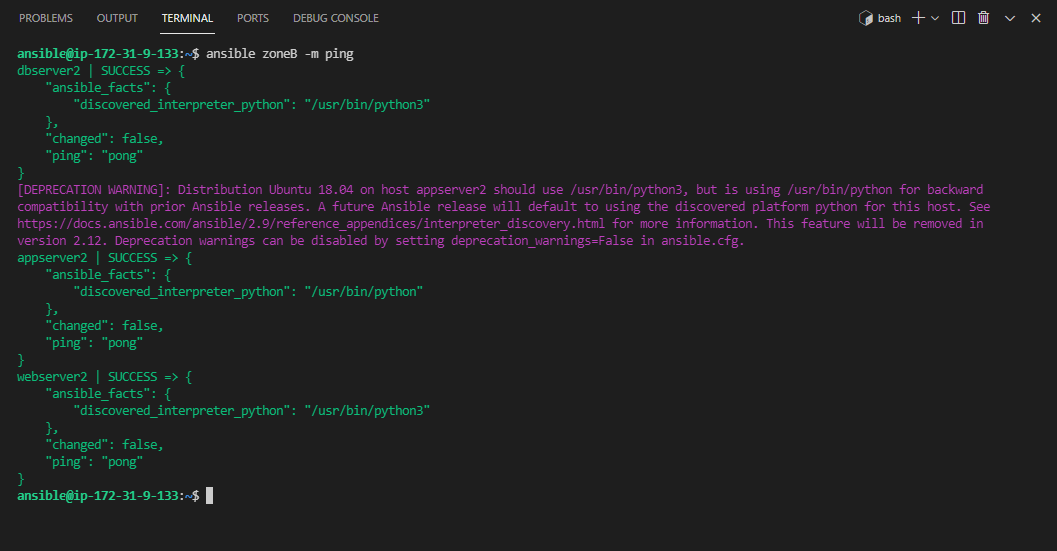 PROBLEMS OUTPUT TERMINAL PORTS DEBUG CONSOLE bash
ansible@ip-172-31-9-133:~$ ansible zoneB -m ping
dbserver2 | SUCCESS => {
    "ansible_facts": {
        "discovered_interpreter_python": "/usr/bin/python3"
    },
    "changed": false,
    "ping": "pong"
}
[DEPRECATION WARNING]: Distribution Ubuntu 18.04 on host appserver2 should use /usr/bin/python3, but is using /usr/bin/python for backward
compatibility with prior Ansible releases. A future Ansible release will default to using the discovered platform python for this host. See
https://docs.ansible.com/ansible/2.9/reference_appendices/interpreter_discovery.html for more information. This feature will be removed in
version 2.12. Deprecation warnings can be disabled by setting deprecation_warnings=False in ansible.cfg.
appserver2 | SUCCESS => {
    "ansible_facts": {
        "discovered_interpreter_python": "/usr/bin/python"
    },
    "changed": false,
    "ping": "pong"
}
webserver2 | SUCCESS => {
    "ansible_facts": {
        "discovered_interpreter_python": "/usr/bin/python3"
    },
    "changed": false,
    "ping": "pong"
}
ansible@ip-172-31-9-133:~$